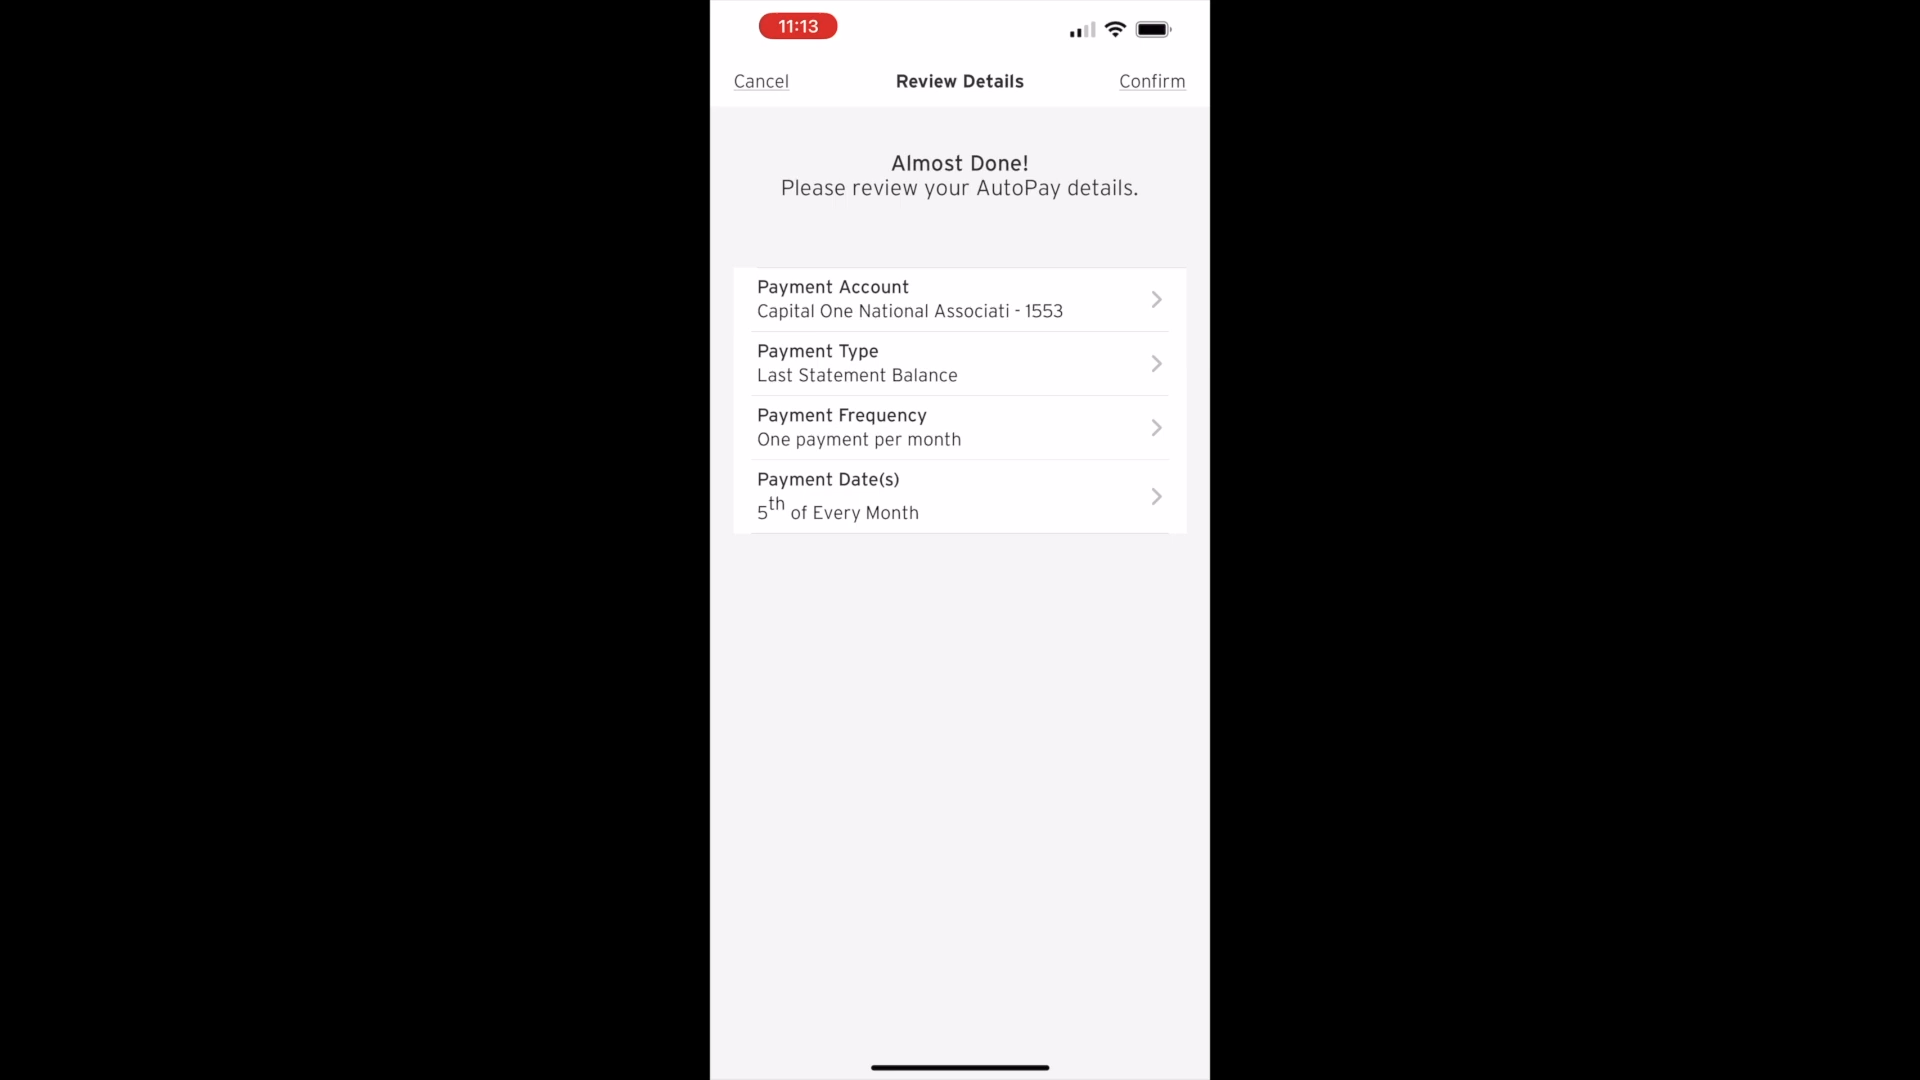 11:13
Cancel
Review Details
Confirm
Almost Done!
Please review your AutoPay details.
Payment Account
Capital One National Associati - 1553
Payment Type
Last Statement Balance
Payment Frequency
One payment per month
Payment Date(s)
5th of Every Month